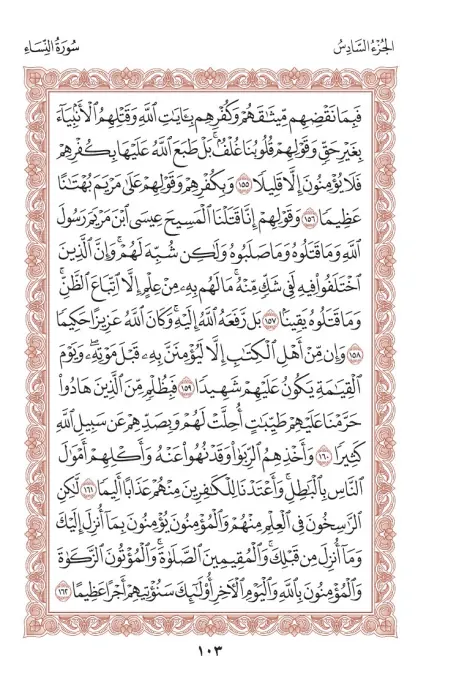 الجُزْءُ السَّادِسُ
سُورَةُ النِّسَاءِ
فَبِمَا نَقْضِهِم مِّيثَٰقَهُمْ وَكُفْرِهِم بِـَٔايَٰتِ ٱللَّهِ وَقَتْلِهِمُ ٱلْأَنۢبِيَآءَ
بِغَيْرِ حَقٍّ وَقَوْلِهِمْ قُلُوبُنَا غُلْفٌۢ ۚ بَلْ طَبَعَ ٱللَّهُ عَلَيْهَا بِكُفْرِهِمْ
فَلَا يُؤْمِنُونَ إِلَّا قَلِيلًا ١٥٥ وَبِكُفْرِهِمْ وَقَوْلِهِمْ عَلَىٰ مَرْيَمَ بُهْتَٰنًا
عَظِيمًا ١٥٦ وَقَوْلِهِمْ إِنَّا قَتَلْنَا ٱلْمَسِيحَ عِيسَى ٱبْنَ مَرْيَمَ رَسُولَ
ٱللَّهِ وَمَا قَتَلُوهُ وَمَا صَلَبُوهُ وَلَٰكِن شُبِّهَ لَهُمْ ۚ وَإِنَّ ٱلَّذِينَ
ٱخْتَلَفُوا۟ فِيهِ لَفِى شَكٍّ مِّنْهُ ۚ مَا لَهُم بِهِۦ مِنْ عِلْمٍ إِلَّا ٱتِّبَاعَ ٱلظَّنِّ ۚ
وَمَا قَتَلُوهُ يَقِينًۢا ١٥٧ بَل رَّفَعَهُ ٱللَّهُ إِلَيْهِ ۚ وَكَانَ ٱللَّهُ عَزِيزًا حَكِيمًا
١٥٨ وَإِن مِّنْ أَهْلِ ٱلْكِتَٰبِ إِلَّا لَيُؤْمِنَنَّ بِهِۦ قَبْلَ مَوْتِهِۦ ۖ وَيَوْمَ
ٱلْقِيَٰمَةِ يَكُونُ عَلَيْهِمْ شَهِيدًا ١٥٩ فَبِظُلْمٍ مِّنَ ٱلَّذِينَ هَادُوا۟
حَرَّمْنَا عَلَيْهِمْ طَيِّبَٰتٍ أُحِلَّتْ لَهُمْ وَبِصَدِّهِمْ عَن سَبِيلِ ٱللَّهِ
كَثِيرًا ١٦٠ وَأَخْذِهِمُ ٱلرِّبَوٰا۟ وَقَدْ نُهُوا۟ عَنْهُ وَأَكْلِهِمْ أَمْوَٰلَ
ٱلنَّاسِ بِٱلْبَٰطِلِ ۚ وَأَعْتَدْنَا لِلْكَٰفِرِينَ مِنْهُمْ عَذَابًا أَلِيمًا ١٦١ لَّٰكِنِ
ٱلرَّٰسِخُونَ فِى ٱلْعِلْمِ مِنْهُمْ وَٱلْمُؤْمِنُونَ يُؤْمِنُونَ بِمَآ أُنزِلَ إِلَيْكَ
وَمَآ أُنزِلَ مِن قَبْلِكَ ۚ وَٱلْمُقِيمِينَ ٱلصَّلَوٰةَ ۚ وَٱلْمُؤْتُونَ ٱلزَّكَوٰةَ
وَٱلْمُؤْمِنُونَ بِٱللَّهِ وَٱلْيَوْمِ ٱلْءَاخِرِ أُو۟لَٰٓئِكَ سَنُؤْتِيهِمْ أَجْرًا عَظِيمًا ١٦٢
١٠٣